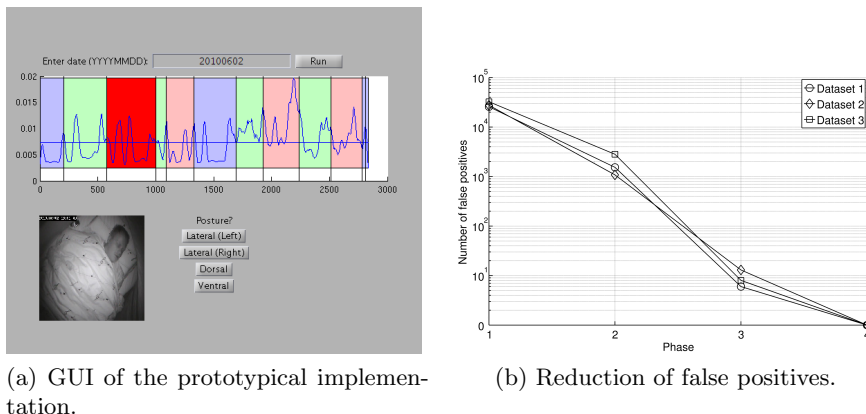 Enter date (YYYYMMDD): 20100602 Run
0.02
0.015
0.01
0.005
0 500 1000 1500 2000 2500 3000
Posture?
Lateral (Left)
Lateral (Right)
Dorsal
Ventral
(a) GUI of the prototypical implemen-
tation.
Number of false positives
10^5
10^4
10^3
10^2
10^1
0
1 2 3 4
Phase
Dataset 1
Dataset 2
Dataset 3
(b) Reduction of false positives.